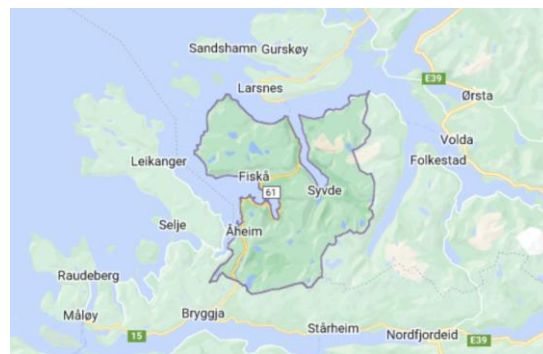 Sandshamn Gurskøy
Larsnes
E39
Ørsta
Volda
Leikanger
Folkestad
Fiskå
61
Syvde
Selje
Åheim
Raudeberg
Måløy
Bryggja
15
Stårheim
Nordfjordeid
E39